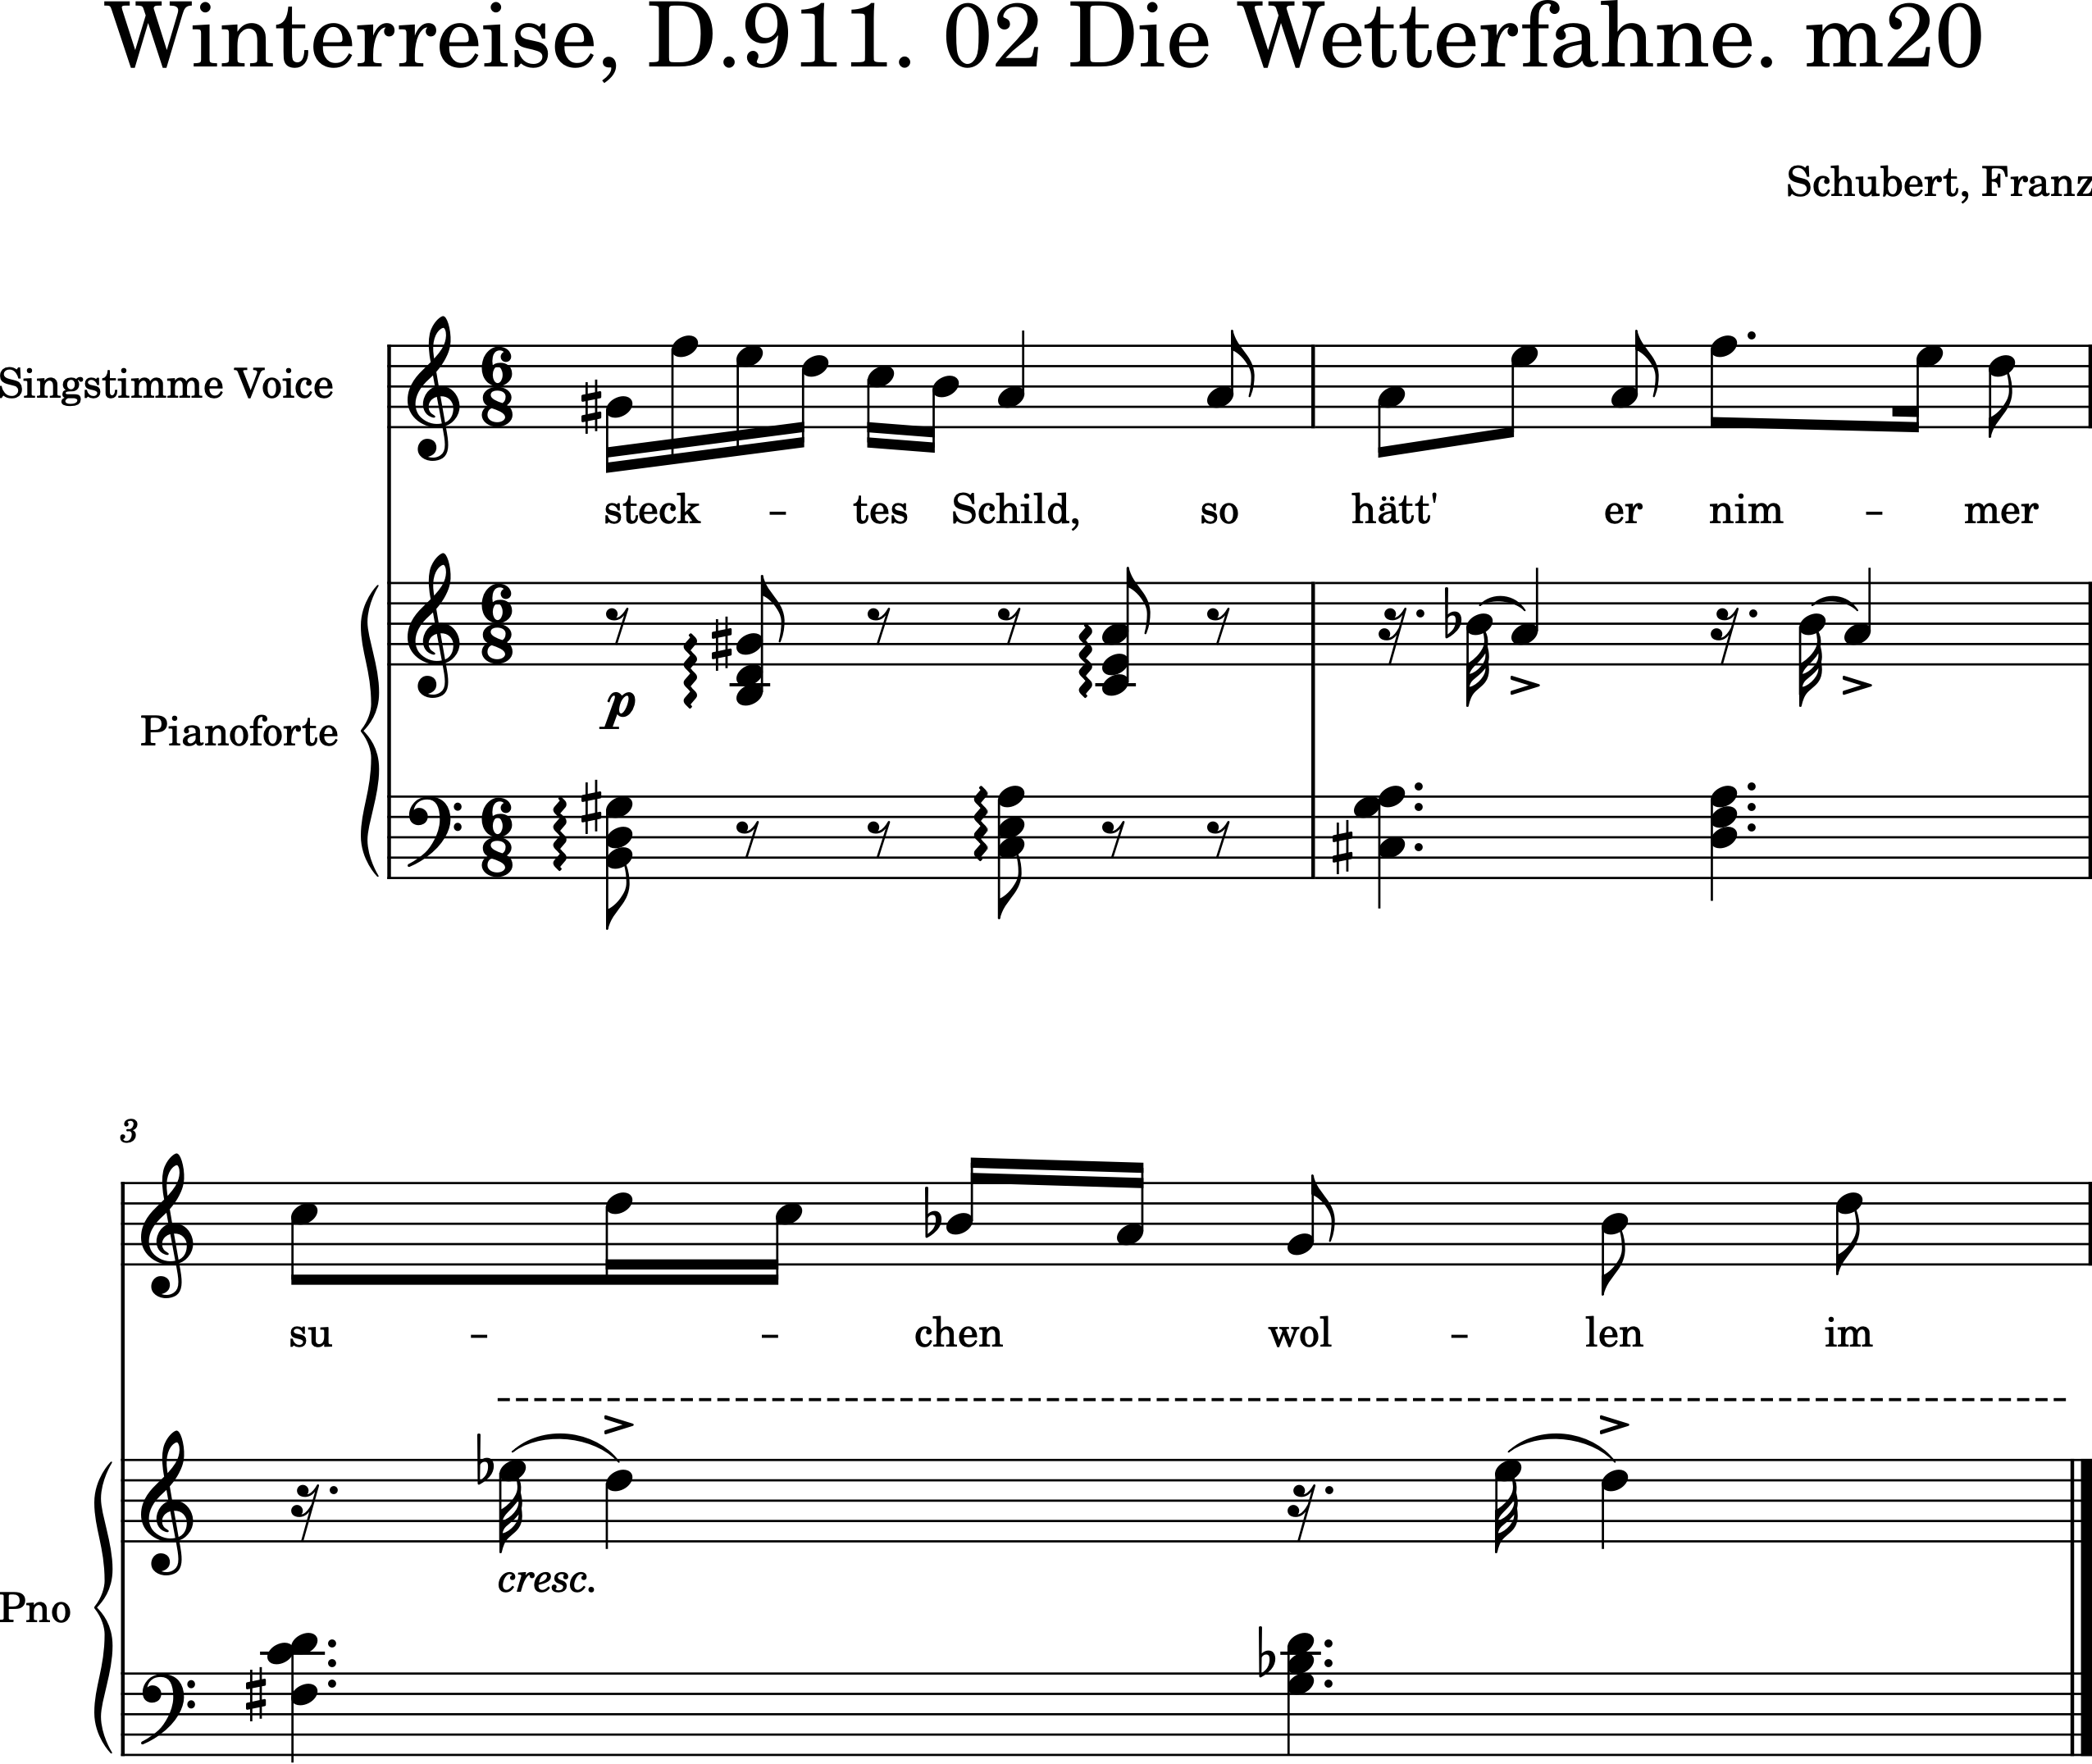 Winterreise, D.911. 02 Die Wetterfahne. m20
Schubert, Franz
Singstimme Voice
steck - tes Schild, so hätt' er nim - mer
p
Pianoforte
3
su - - chen wol - len im
cresc.
Pno